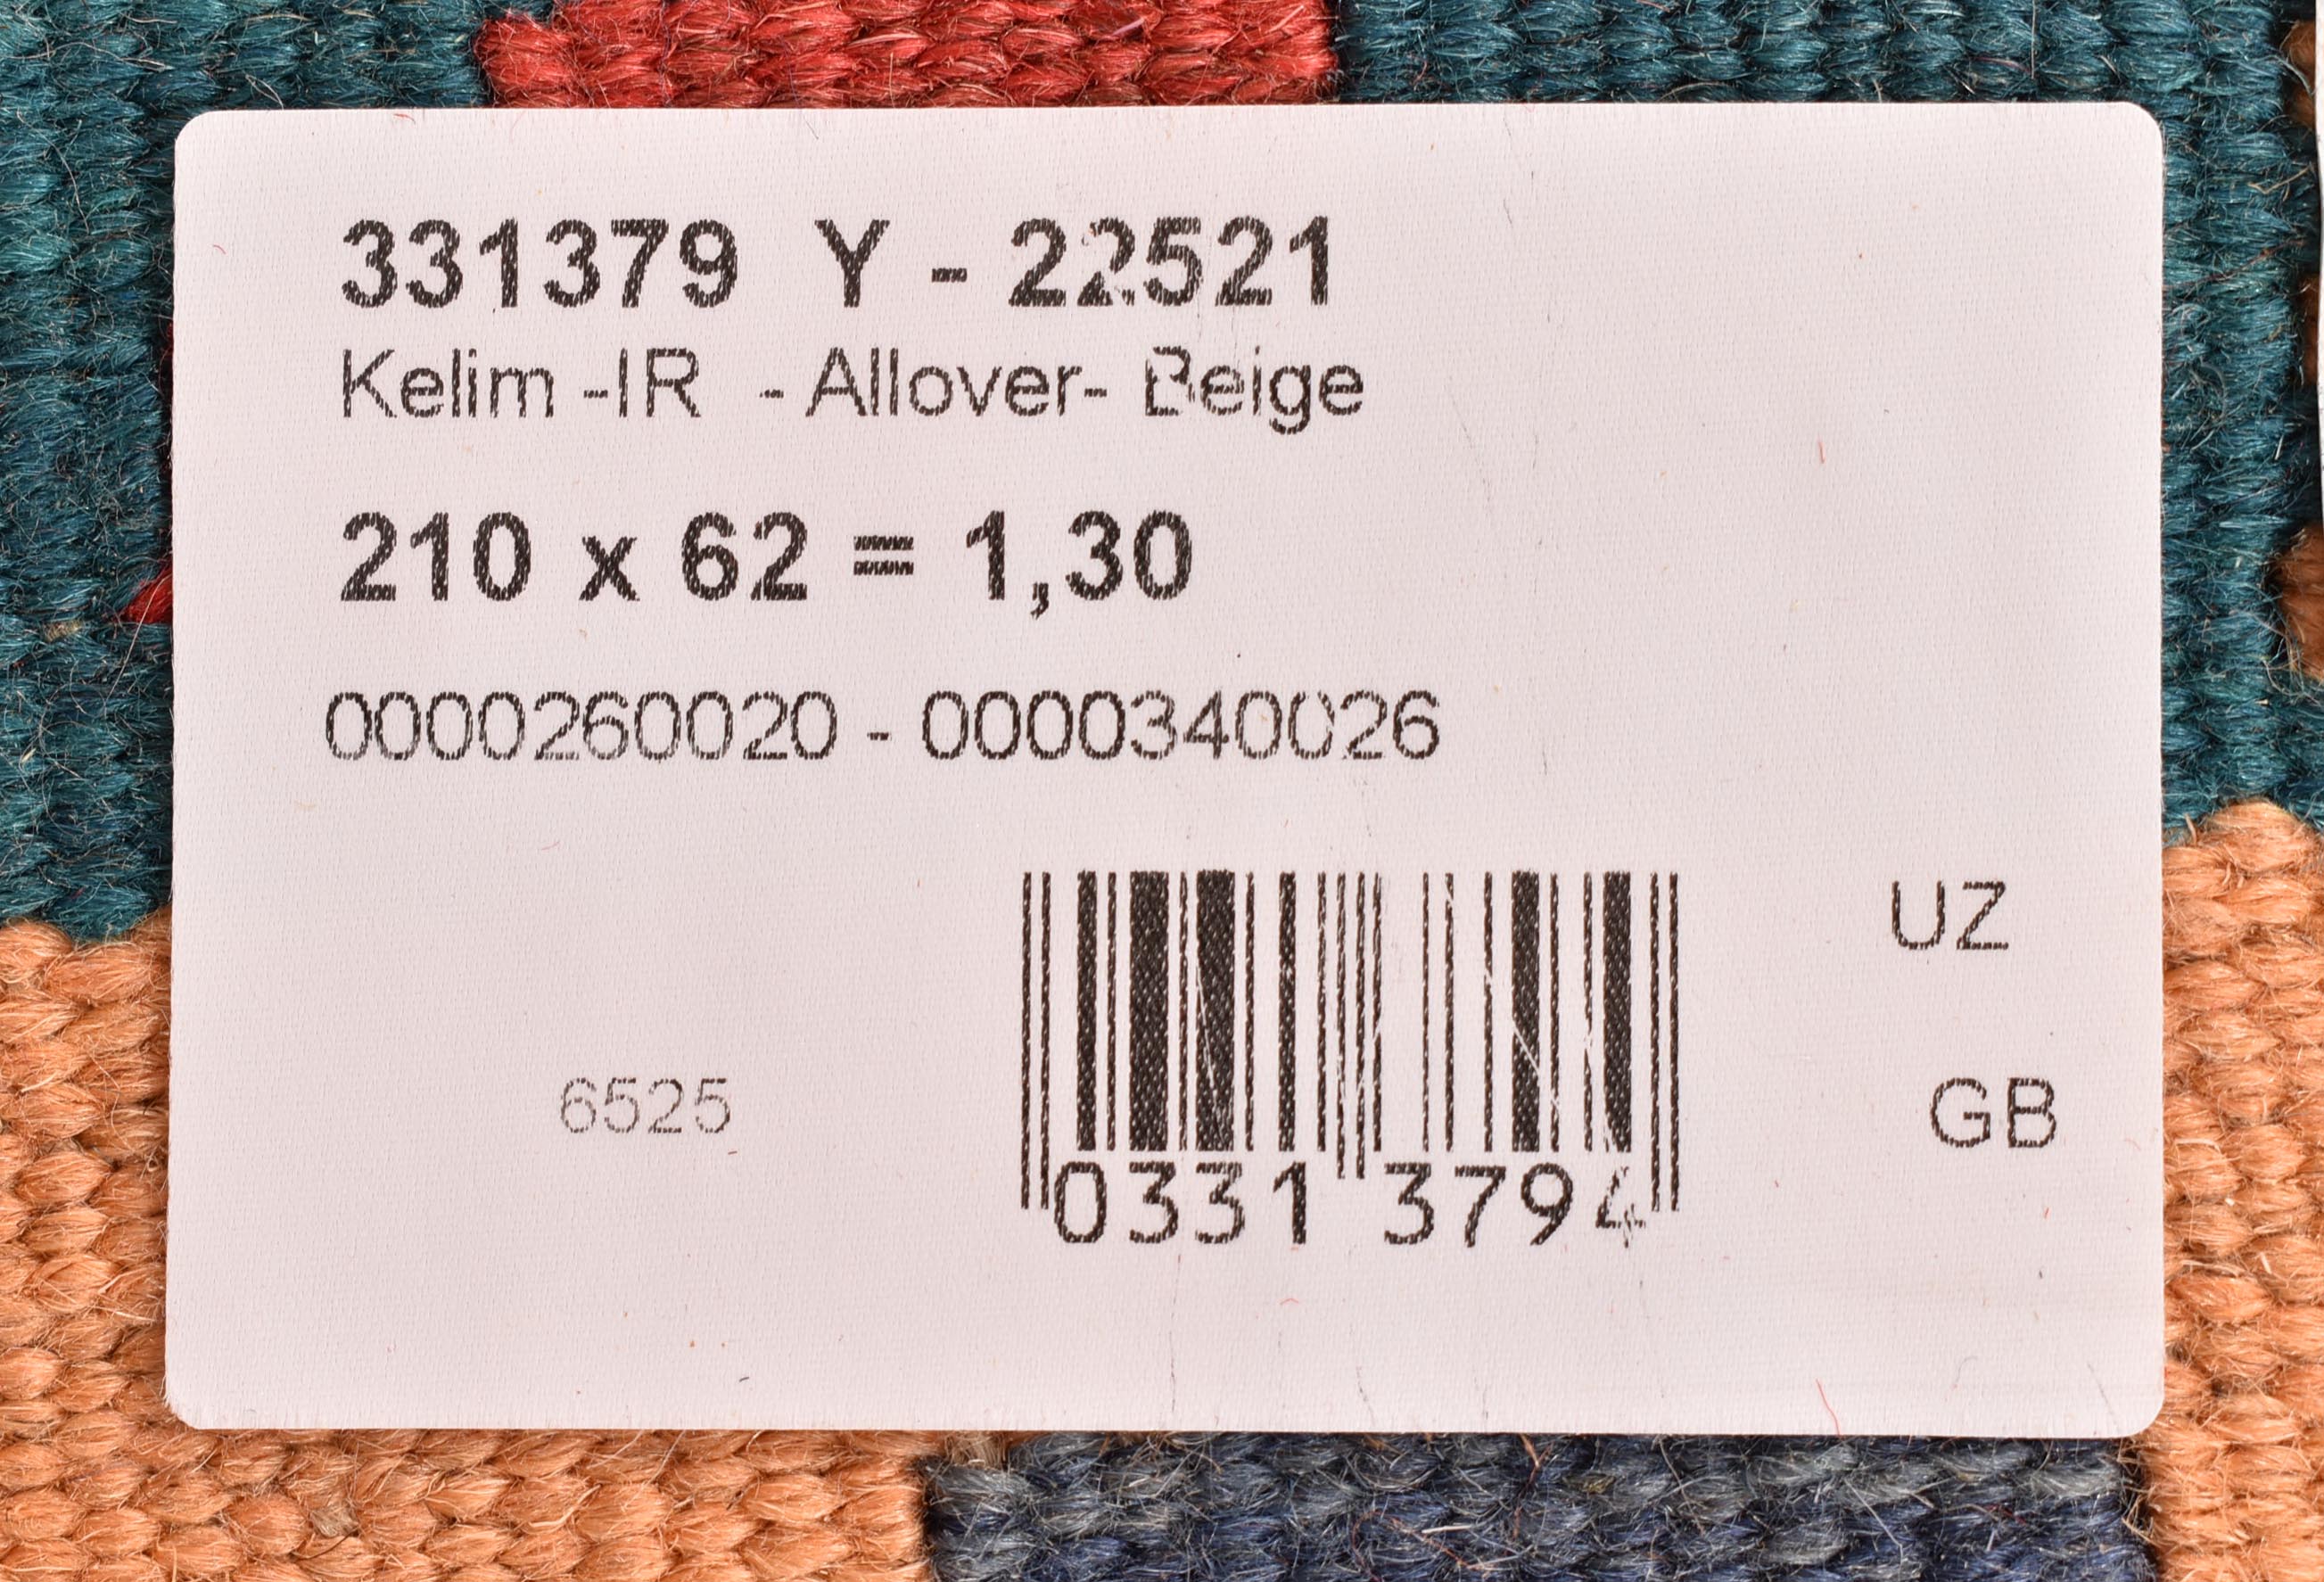 331379 Y - 22521
Kelim -IR - Allover- Beige
210 x 62 = 1,30
0000260020 - 0000340026
UZ
6525
GB
0331 3794